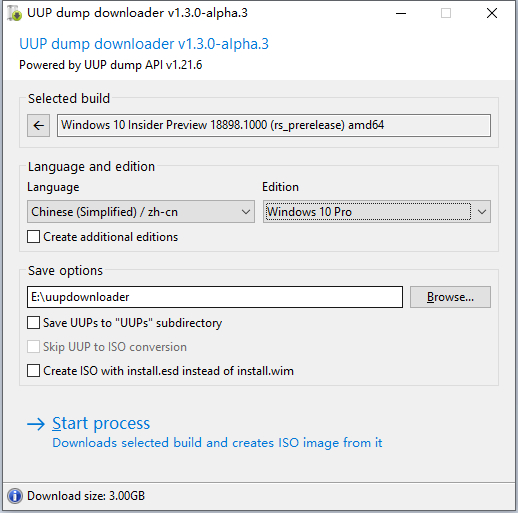 UUP dump downloader v1.3.0-alpha.3
UUP dump downloader v1.3.0-alpha.3
Powered by UUP dump API v1.21.6
Selected build
Windows 10 Insider Preview 18898.1000 (rs_prerelease) amd64
Language and edition
Language Edition
Chinese (Simplified) / zh-cn Windows 10 Pro
Create additional editions
Save options
E:\uupdownloader Browse...
Save UUPs to "UUPs" subdirectory
Skip UUP to ISO conversion
Create ISO with install.esd instead of install.wim
Start process
Downloads selected build and creates ISO image from it
Download size: 3.00GB